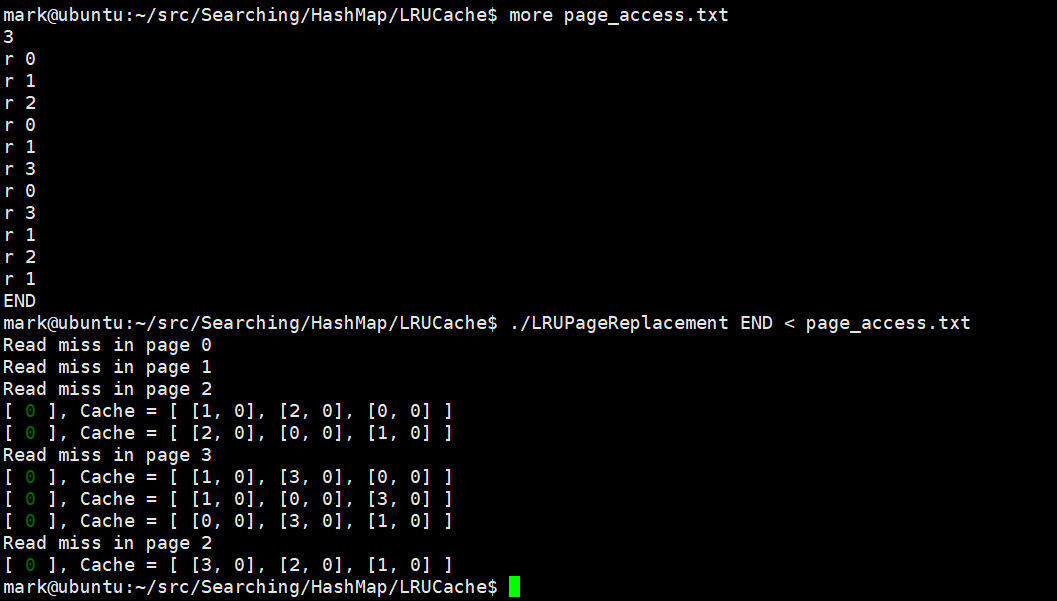 mark@ubuntu:~/src/Searching/HashMap/LRUCache$ more page_access.txt
3
r 0
r 1
r 2
r 0
r 1
r 3
r 0
r 3
r 1
r 2
r 1
END
mark@ubuntu:~/src/Searching/HashMap/LRUCache$ ./LRUPageReplacement END < page_access.txt
Read miss in page 0
Read miss in page 1
Read miss in page 2
[ 0 ], Cache = [ [1, 0], [2, 0], [0, 0] ]
[ 0 ], Cache = [ [2, 0], [0, 0], [1, 0] ]
Read miss in page 3
[ 0 ], Cache = [ [1, 0], [3, 0], [0, 0] ]
[ 0 ], Cache = [ [1, 0], [0, 0], [3, 0] ]
[ 0 ], Cache = [ [0, 0], [3, 0], [1, 0] ]
Read miss in page 2
[ 0 ], Cache = [ [3, 0], [2, 0], [1, 0] ]
mark@ubuntu:~/src/Searching/HashMap/LRUCache$